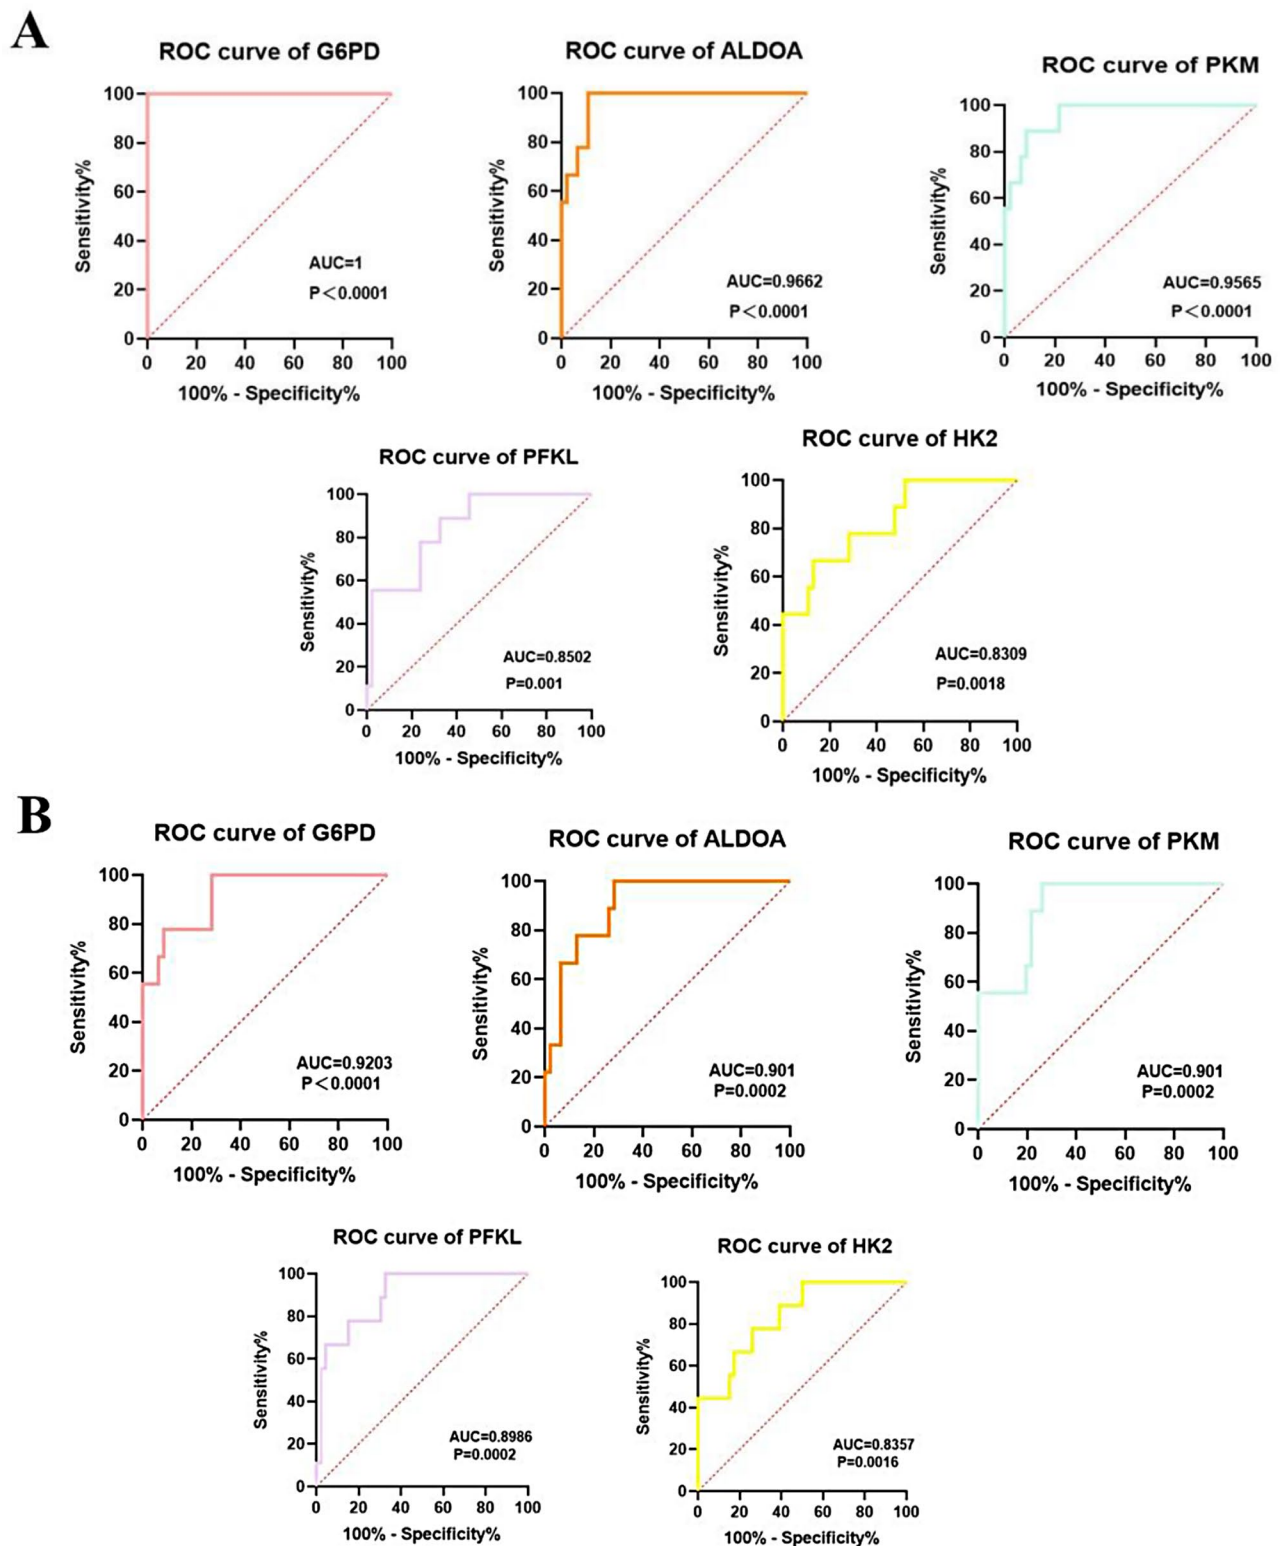 A
ROC curve of G6PD
100
80
60
40
20
0
Sensitivity%
AUC=1
P<0.0001
0 20 40 60 80 100
100% - Specificity%
ROC curve of ALDOA
100
80
60
40
20
0
Sensitivity%
AUC=0.9662
P<0.0001
0 20 40 60 80 100
100% - Specificity%
ROC curve of PKM
100
80
60
40
20
0
Sensitivity%
AUC=0.9565
P<0.0001
0 20 40 60 80 100
100% - Specificity%
ROC curve of PFKL
100
80
60
40
20
0
Sensitivity%
AUC=0.8502
P=0.001
0 20 40 60 80 100
100% - Specificity%
ROC curve of HK2
100
80
60
40
20
0
Sensitivity%
AUC=0.8309
P=0.0018
0 20 40 60 80 100
100% - Specificity%
B
ROC curve of G6PD
100
80
60
40
20
0
Sensitivity%
AUC=0.9203
P<0.0001
0 20 40 60 80 100
100% - Specificity%
ROC curve of ALDOA
100
80
60
40
20
0
Sensitivity%
AUC=0.901
P=0.0002
0 20 40 60 80 100
100% - Specificity%
ROC curve of PKM
100
80
60
40
20
0
Sensitivity%
AUC=0.901
P=0.0002
0 20 40 60 80 100
100% - Specificity%
ROC curve of PFKL
100
80
60
40
20
0
Sensitivity%
AUC=0.8986
P=0.0002
0 20 40 60 80 100
100% - Specificity%
ROC curve of HK2
100
80
60
40
20
0
Sensitivity%
AUC=0.8357
P=0.0016
0 20 40 60 80 100
100% - Specificity%